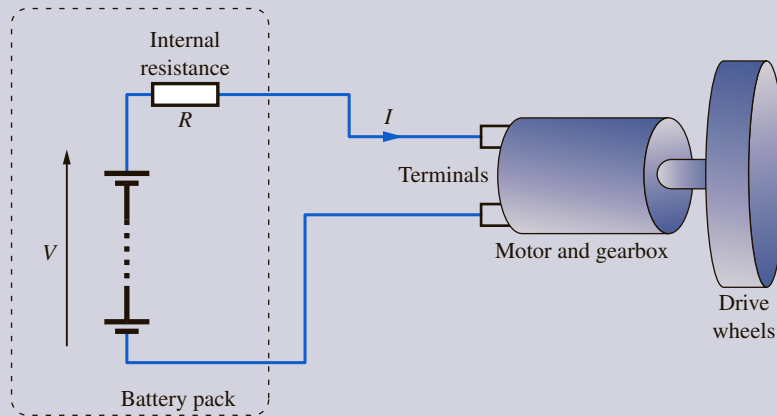 Internal
resistance
R
I
Terminals
V
Motor and gearbox
Drive
wheels
Battery pack